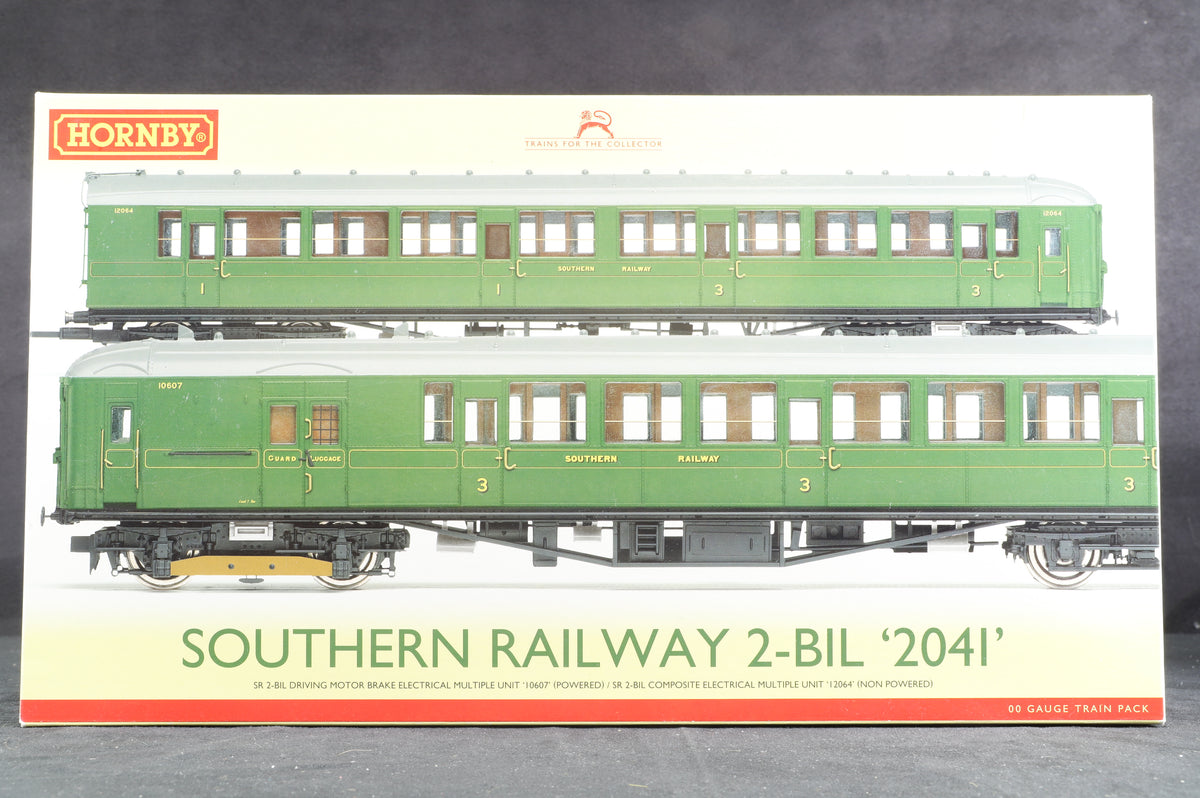 HORNBY®
TRAINS FOR THE COLLECTOR
12064
12064
SOUTHERN RAILWAY
1 1 3 3
10607
GUARD LUGGAGE
SOUTHERN RAILWAY
3 3 3
SOUTHERN RAILWAY 2-BIL ‘2041’
SR 2-BIL DRIVING MOTOR BRAKE ELECTRICAL MULTIPLE UNIT ‘10607’ (POWERED) / SR 2-BIL COMPOSITE ELECTRICAL MULTIPLE UNIT ‘12064’ (NON POWERED)
00 GAUGE TRAIN PACK